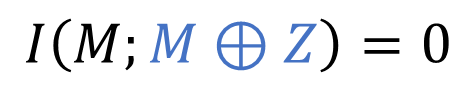 I(M; M ⊕ Z) = 0